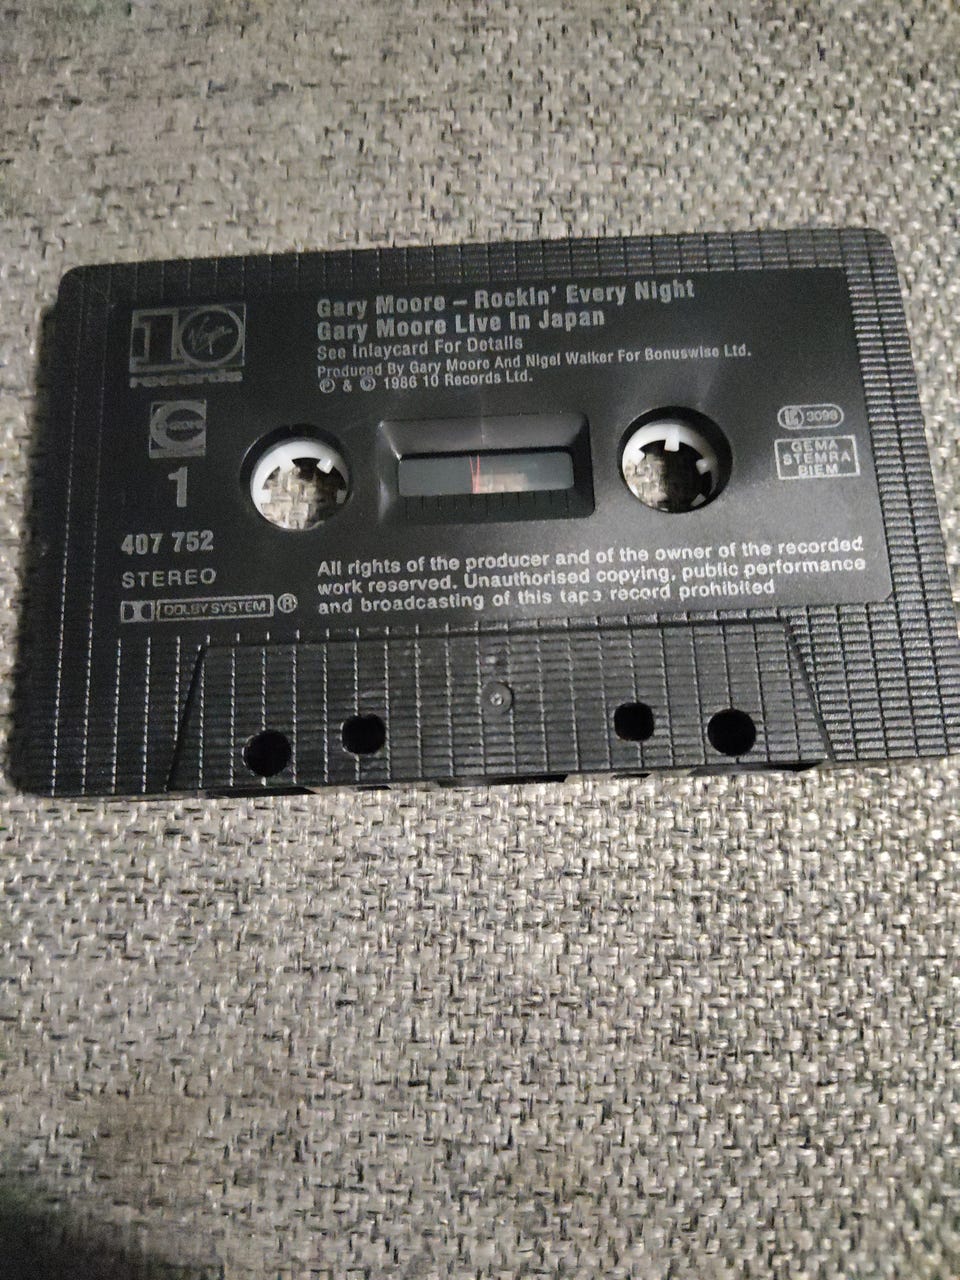 10
Virgin
records
Gary Moore – Rockin' Every Night
Gary Moore Live In Japan
See Inlaycard For Details
Produced By Gary Moore And Nigel Walker For Bonuswise Ltd.
℗ & © 1986 10 Records Ltd.
1
LC 3098
GEMA
STEMRA
BIEM
407 752
STEREO
DOLBY SYSTEM ®
All rights of the producer and of the owner of the recorded
work reserved. Unauthorised copying, public performance
and broadcasting of this tape record prohibited